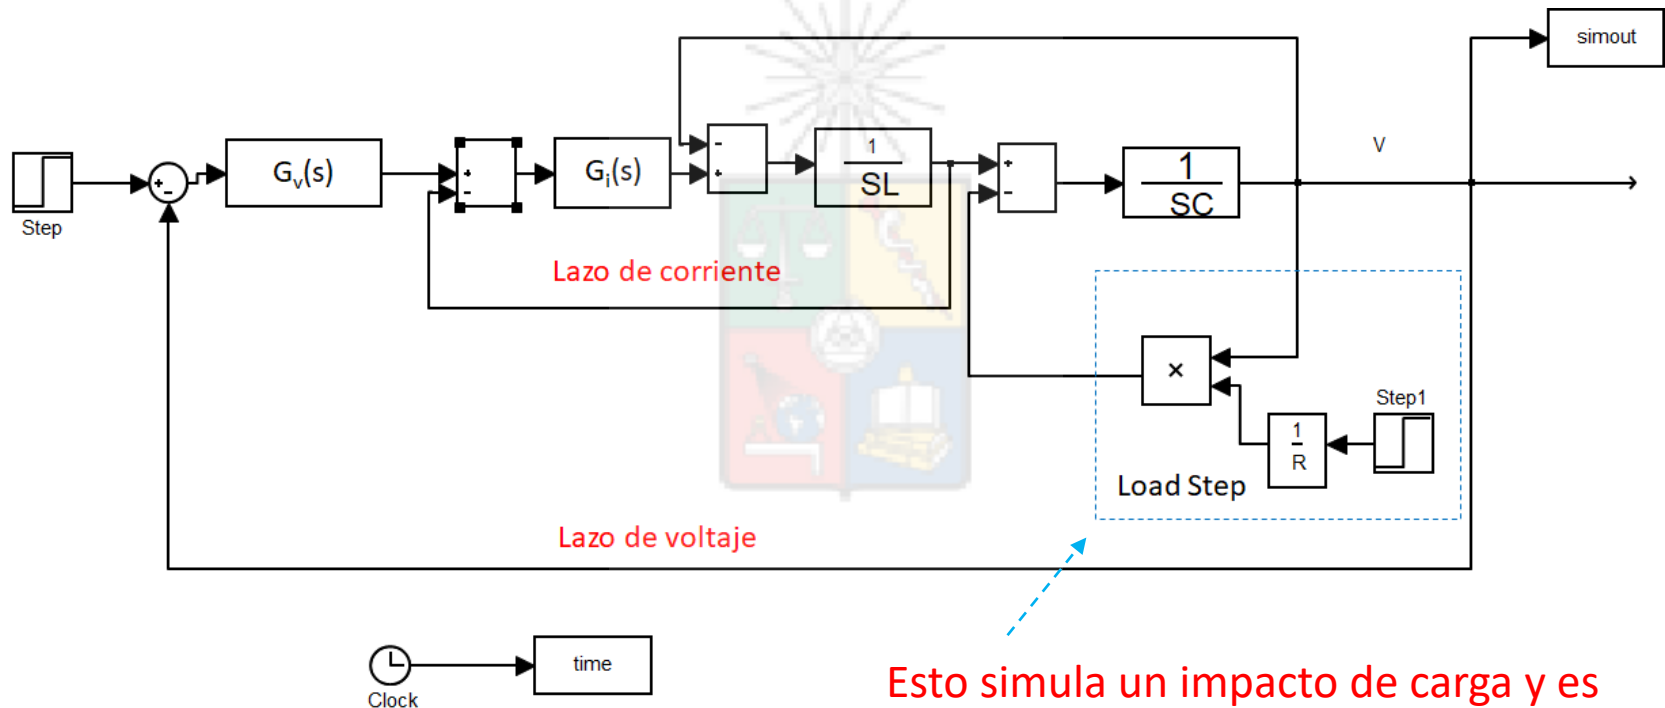 simout
V
+
-
Gv(s)
+
-
Gi(s)
-
+
1
SL
+
-
1
SC
Step
Lazo de corriente
×
Step1
1
R
Load Step
Lazo de voltaje
time
Clock
Esto simula un impacto de carga y es